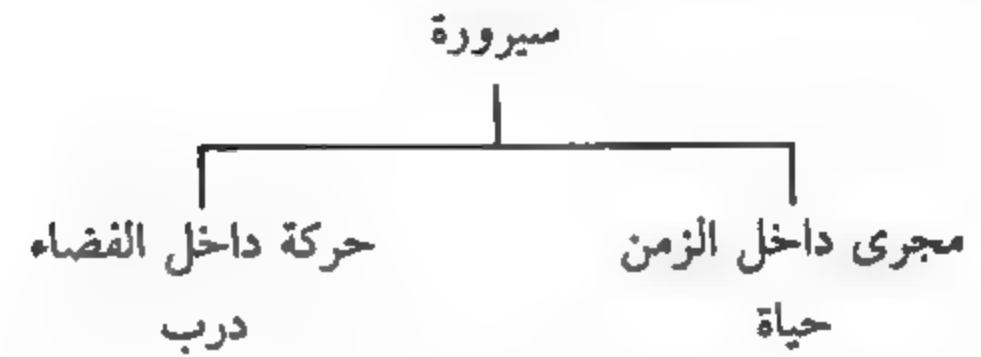 سيرورة
مجرى داخل الزمن
حياة
حركة داخل الفضاء
درب